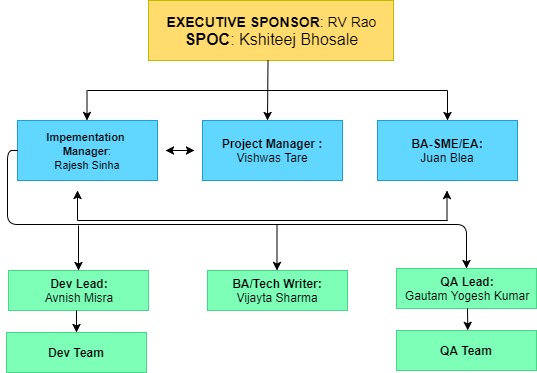 EXECUTIVE SPONSOR: RV Rao
SPOC: Kshiteej Bhosale
Impementation
Manager:
Rajesh Sinha
Project Manager :
Vishwas Tare
BA-SME/EA:
Juan Blea
Dev Lead:
Avnish Misra
BA/Tech Writer:
Vijayta Sharma
QA Lead:
Gautam Yogesh Kumar
Dev Team
QA Team